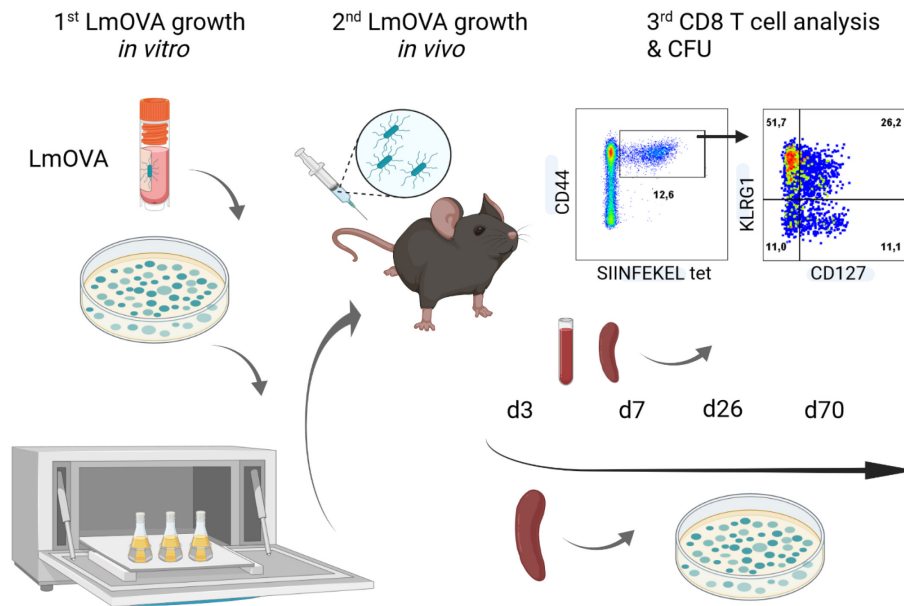 1st LmOVA growth
in vitro
2nd LmOVA growth
in vivo
3rd CD8 T cell analysis
& CFU
LmOVA
CD44
12,6
SIINFEKEL tet
51,7
26,2
KLRG1
11,0
11,1
CD127
d3
d7
d26
d70